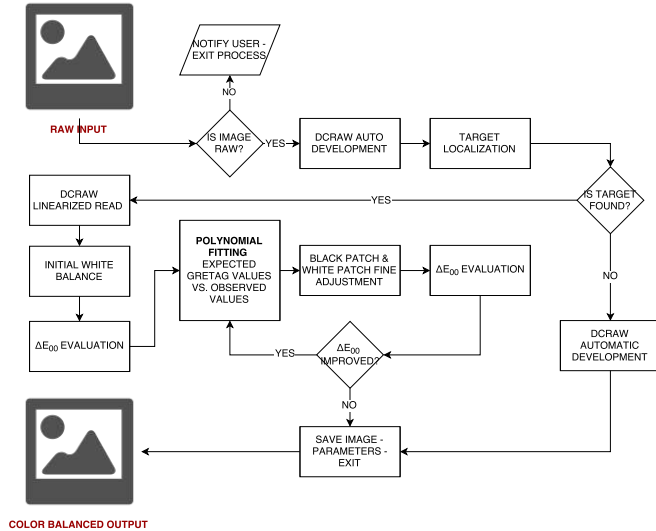 NOTIFY USER -
EXIT PROCESS
NO
RAW INPUT
IS IMAGE
RAW?
YES
DCRAW AUTO
DEVELOPMENT
TARGET
LOCALIZATION
IS TARGET
FOUND?
YES
DCRAW
LINEARIZED READ
INITIAL WHITE
BALANCE
ΔE00 EVALUATION
POLYNOMIAL
FITTING
EXPECTED
GRETAG VALUES
VS. OBSERVED
VALUES
BLACK PATCH &
WHITE PATCH FINE
ADJUSTMENT
ΔE00 EVALUATION
NO
DCRAW
AUTOMATIC
DEVELOPMENT
ΔE00
IMPROVED?
YES
NO
SAVE IMAGE -
PARAMETERS -
EXIT
COLOR BALANCED OUTPUT